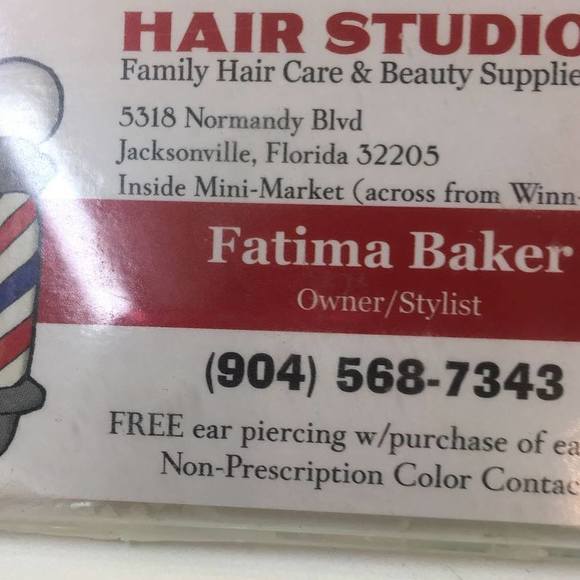 HAIR STUDIO
Family Hair Care & Beauty Supplie
5318 Normandy Blvd
Jacksonville, Florida 32205
Inside Mini-Market (across from Winn-
Fatima Baker
Owner/Stylist
(904) 568-7343
FREE ear piercing w/purchase of ea
Non-Prescription Color Contac